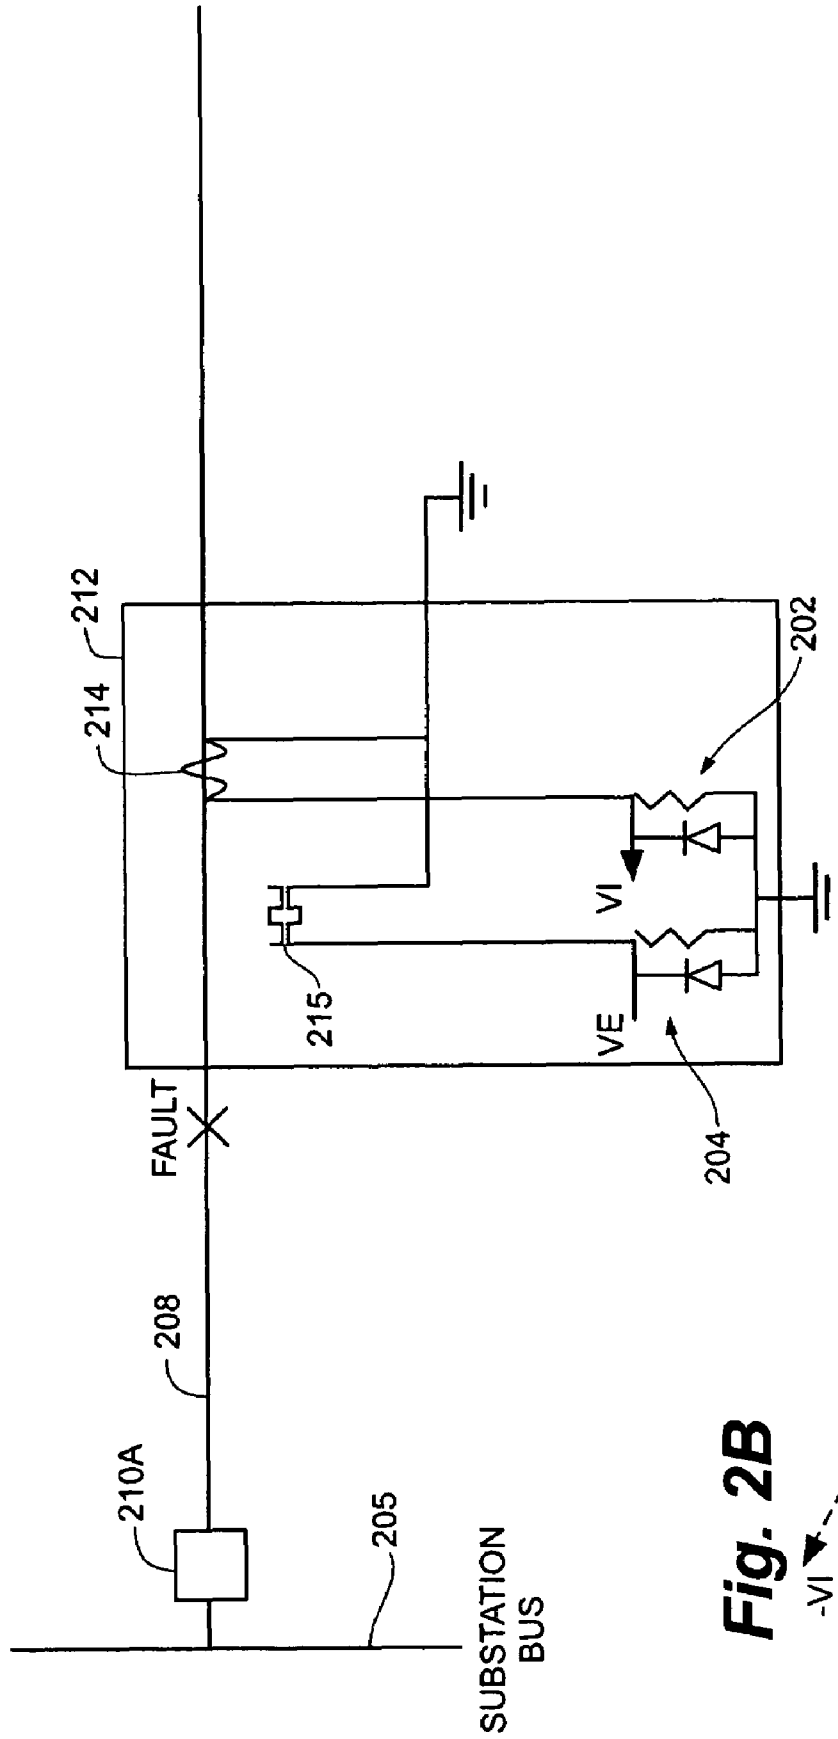 210A
208
FAULT
214
212
205
SUBSTATION
BUS
215
VE
VI
204
202
Fig. 2B
-VI